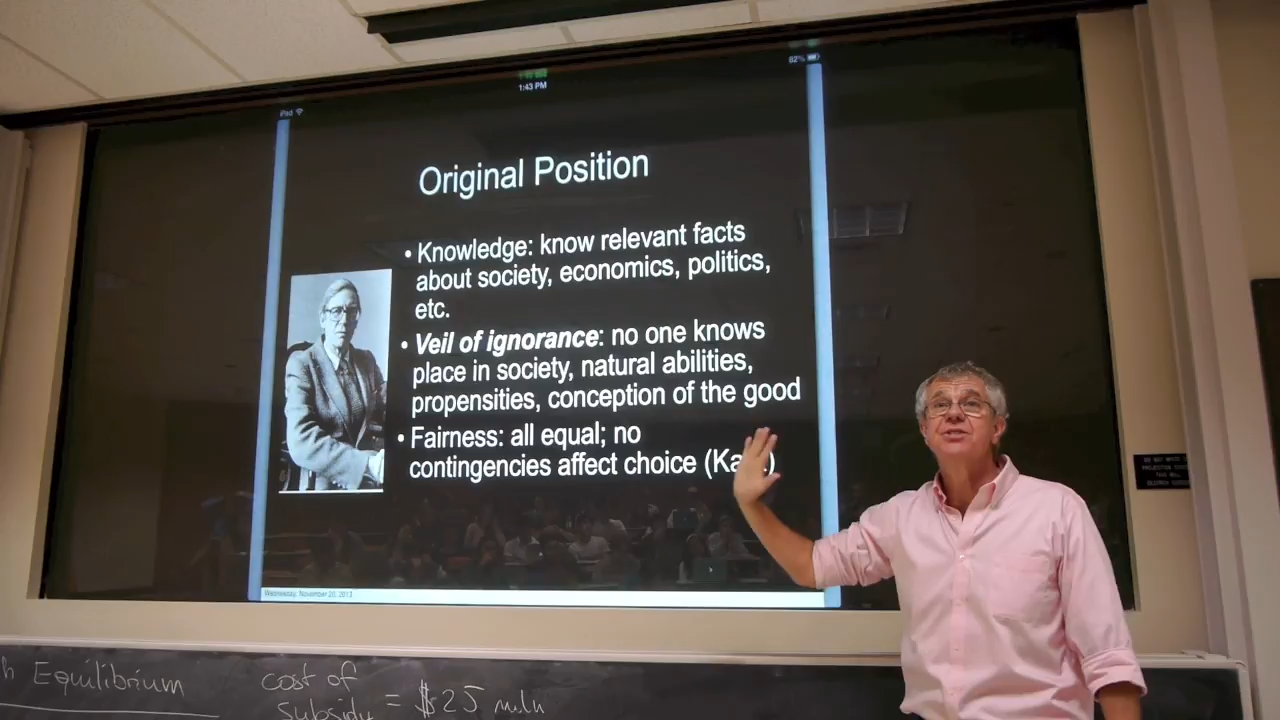 iPad
1:43 PM
82%
Original Position
• Knowledge: know relevant facts
about society, economics, politics,
etc.
• Veil of ignorance: no one knows
place in society, natural abilities,
propensities, conception of the good
• Fairness: all equal; no
contingencies affect choice (Ka )
Wednesday, November 20, 2013
h Equilibrium
cost of
subsidy = $25 mln